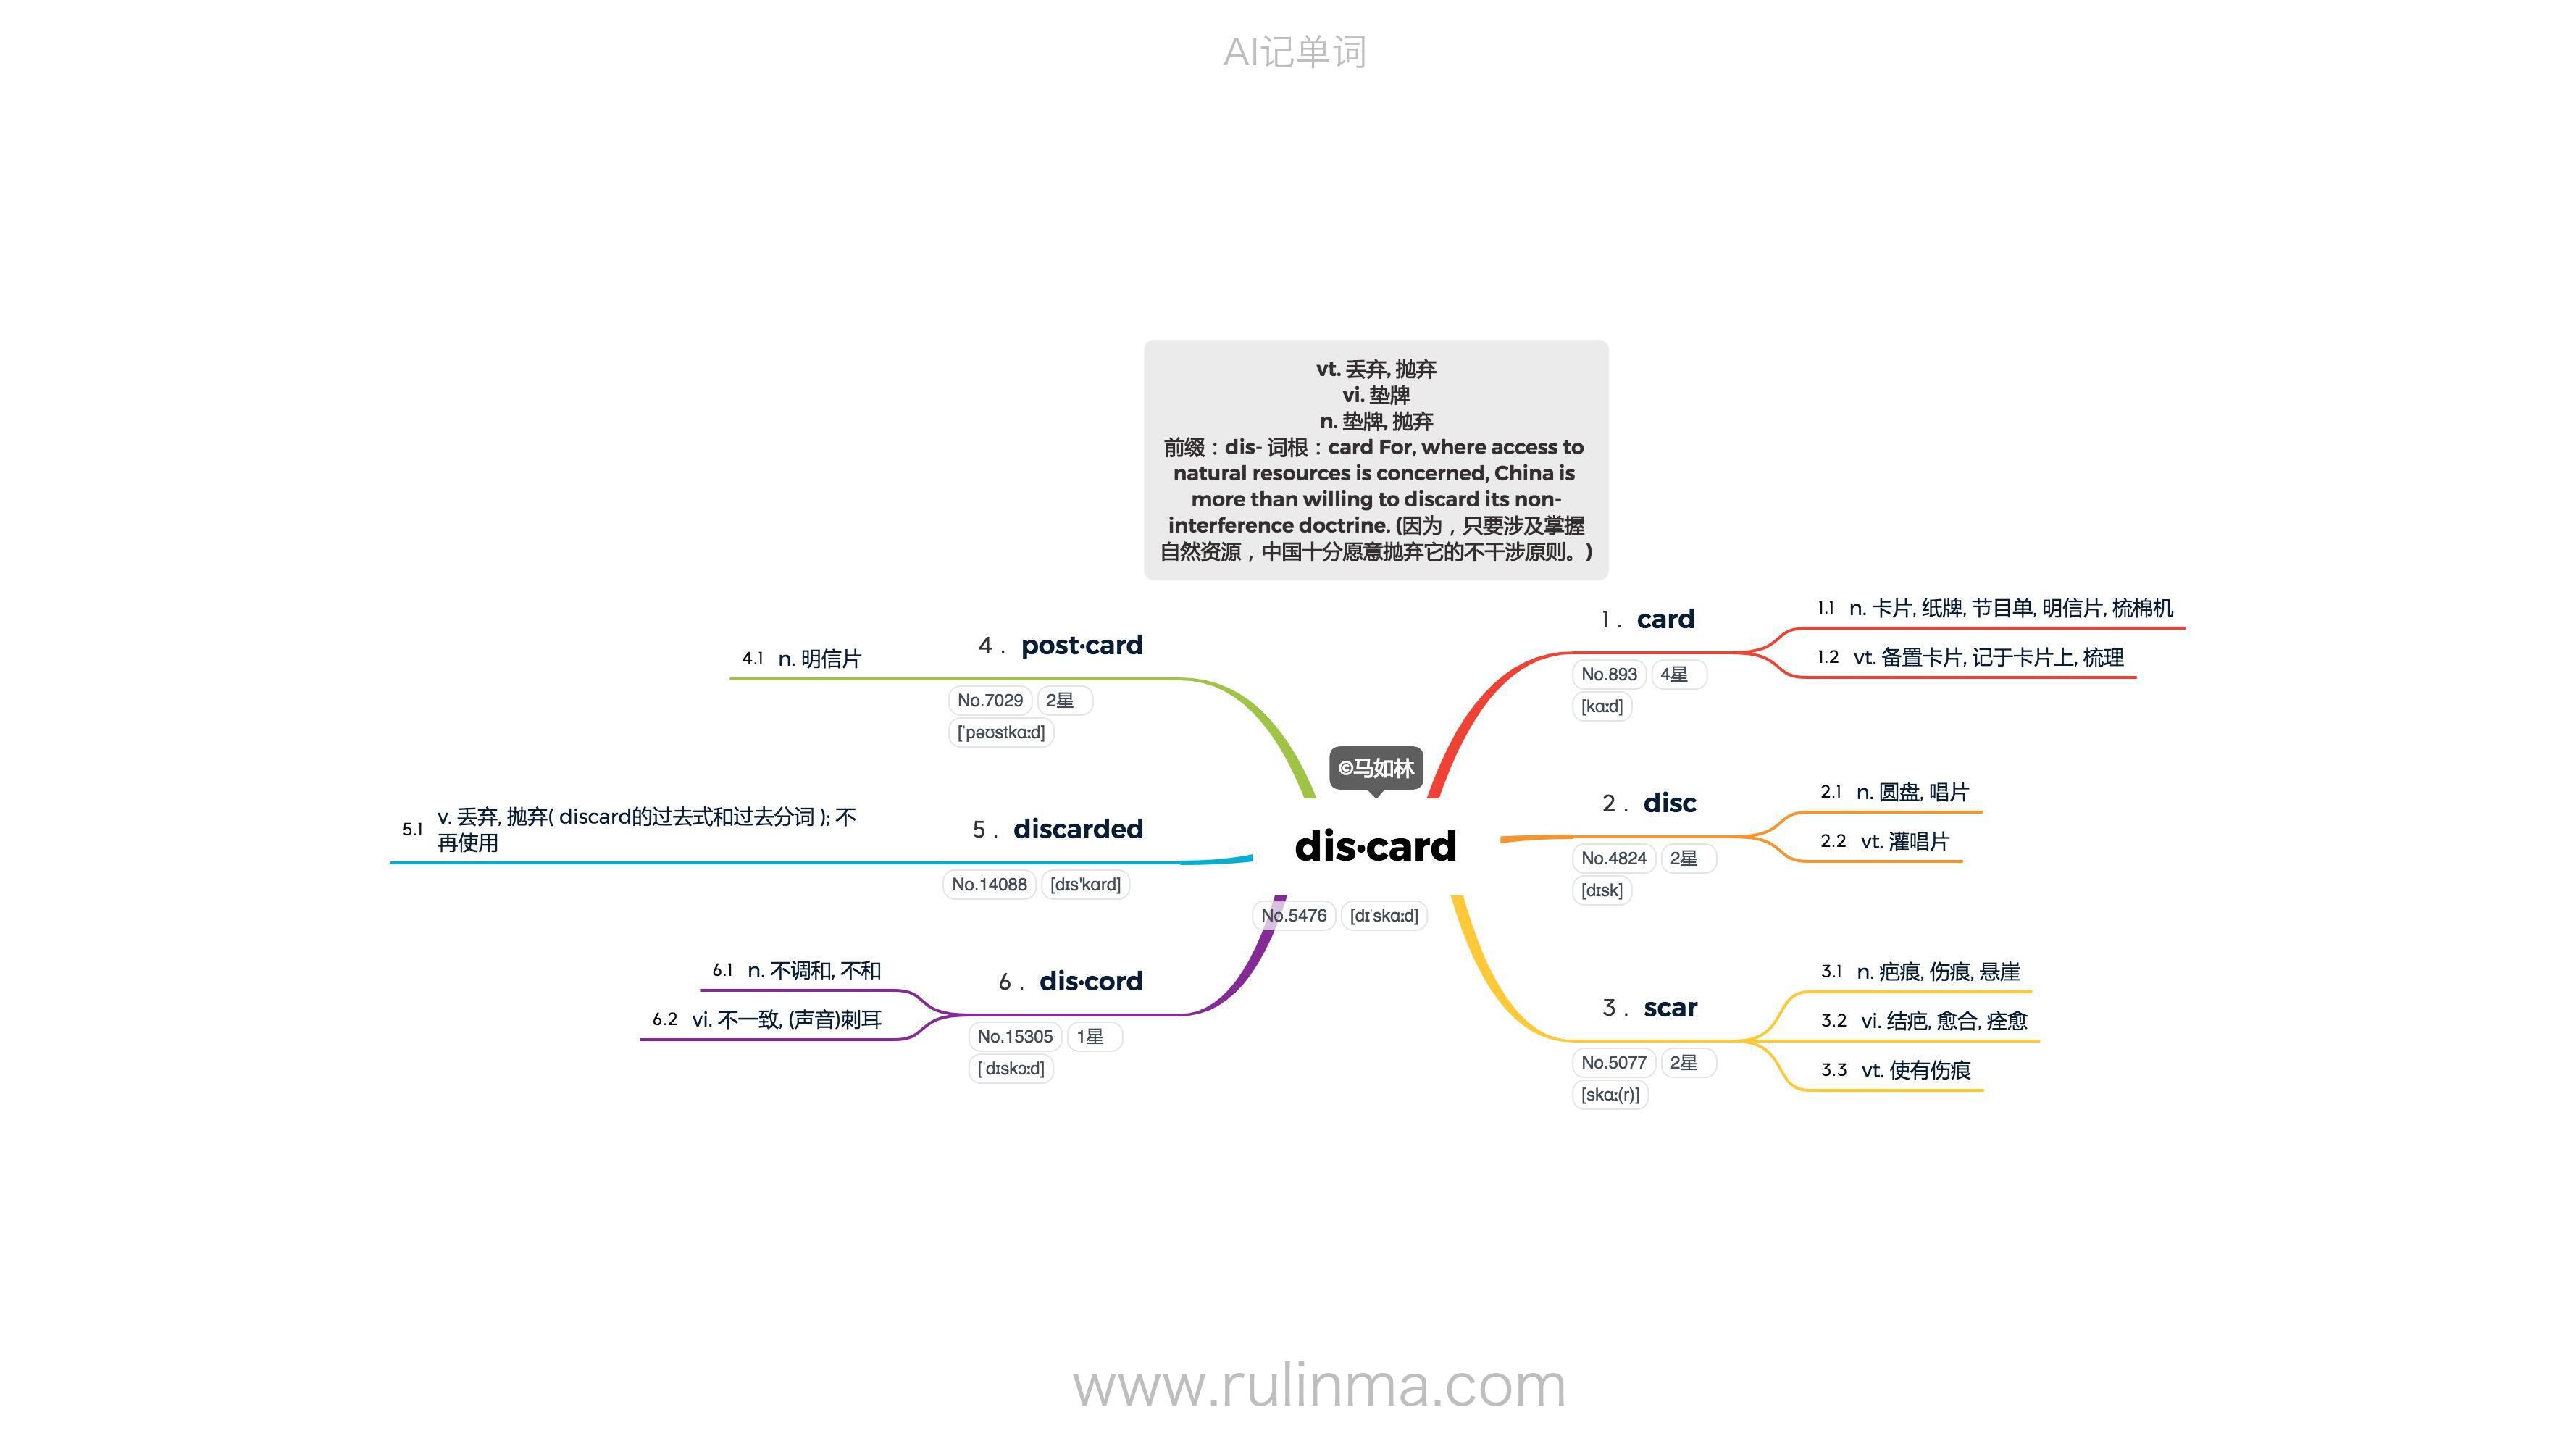 AI记单词
vt. 丢弃, 抛弃
vi. 垫牌
n. 垫牌, 抛弃
前缀：dis- 词根：card For, where access to
natural resources is concerned, China is
more than willing to discard its non-
interference doctrine. (因为，只要涉及掌握
自然资源，中国十分愿意抛弃它的不干涉原则。)
©马如林
dis·card
No.5476 [dɪˈskɑːd]
1. card
No.893 4星
[kɑːd]
1.1 n. 卡片, 纸牌, 节目单, 明信片, 梳棉机
1.2 vt. 备置卡片, 记于卡片上, 梳理
2. disc
No.4824 2星
[dɪsk]
2.1 n. 圆盘, 唱片
2.2 vt. 灌唱片
3. scar
No.5077 2星
[skɑː(r)]
3.1 n. 疤痕, 伤痕, 悬崖
3.2 vi. 结疤, 愈合, 痊愈
3.3 vt. 使有伤痕
4. post·card
No.7029 2星
[ˈpəʊstkɑːd]
4.1 n. 明信片
5. discarded
No.14088 [dɪs'kɑrd]
5.1 v. 丢弃, 抛弃( discard的过去式和过去分词 ); 不
再使用
6. dis·cord
No.15305 1星
[ˈdɪskɔːd]
6.1 n. 不调和, 不和
6.2 vi. 不一致, (声音)刺耳
www.rulinma.com